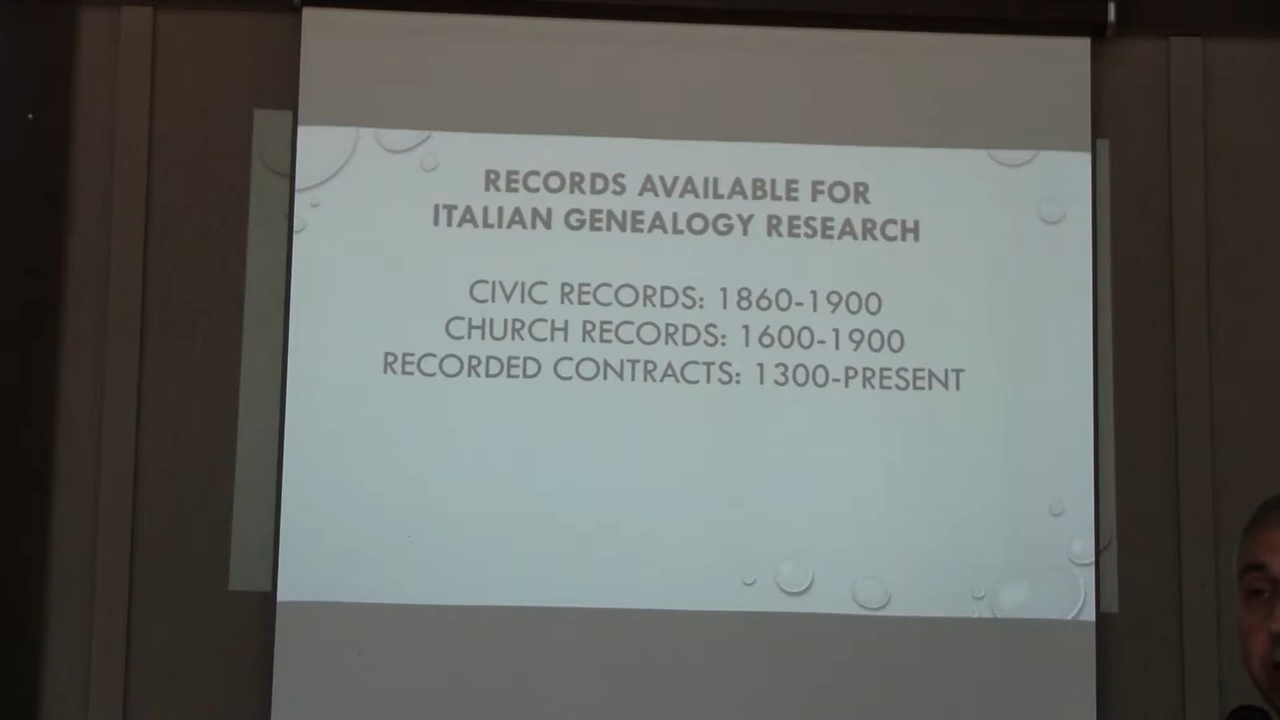 RECORDS AVAILABLE FOR
ITALIAN GENEALOGY RESEARCH
CIVIC RECORDS: 1860-1900
CHURCH RECORDS: 1600-1900
RECORDED CONTRACTS: 1300-PRESENT